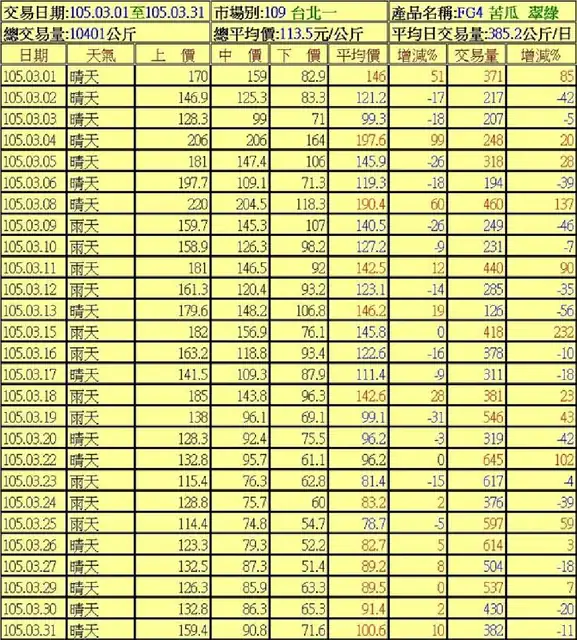 交易日期:105.03.01至105.03.31 市場別:109 台北一 產品名稱:FG4 苦瓜 翠綠
總交易量:10401公斤 總平均價:113.5元/公斤 平均日交易量:385.2公斤/日
日期 天氣 上價 中價 下價 平均價 增減% 交易量 增減%
105.03.01 晴天 170 159 82.9 146 51 371 85
105.03.02 晴天 146.9 125.3 83.3 121.2 -17 217 -42
105.03.03 晴天 128.3 99 71 99.3 -18 207 -5
105.03.04 晴天 206 206 164 197.6 99 248 20
105.03.05 晴天 181 147.4 106 145.9 -26 318 28
105.03.06 晴天 197.7 109.1 71.3 119.3 -18 194 -39
105.03.08 晴天 220 204.5 118.3 190.4 60 460 137
105.03.09 雨天 159.7 145.3 107 140.5 -26 249 -46
105.03.10 雨天 158.9 126.3 98.2 127.2 -9 231 -7
105.03.11 雨天 181 146.5 92 142.5 12 440 90
105.03.12 雨天 161.3 120.4 93.2 123.1 -14 285 -35
105.03.13 晴天 179.6 148.2 106.8 146.2 19 126 -56
105.03.15 雨天 182 156.9 76.1 145.8 0 418 232
105.03.16 雨天 163.2 118.8 93.4 122.6 -16 378 -10
105.03.17 晴天 141.5 109.3 87.9 111.4 -9 311 -18
105.03.18 雨天 185 143.8 96.3 142.6 28 381 23
105.03.19 雨天 138 96.1 69.1 99.1 -31 546 43
105.03.20 晴天 128.3 92.4 75.5 96.2 -3 319 -42
105.03.22 晴天 132.8 95.7 61.1 96.2 0 645 102
105.03.23 雨天 115.4 76.3 62.8 81.4 -15 617 -4
105.03.24 雨天 128.8 75.7 60 83.2 2 376 -39
105.03.25 雨天 114.4 74.8 54.7 78.7 -5 597 59
105.03.26 晴天 123.3 79.3 52.2 82.7 5 614 3
105.03.27 晴天 132.5 87.3 51.4 89.2 8 504 -18
105.03.29 晴天 126.3 85.9 63.3 89.5 0 537 7
105.03.30 晴天 132.8 86.3 65.3 91.4 2 430 -20
105.03.31 晴天 159.4 90.8 71.6 100.6 10 382 -11